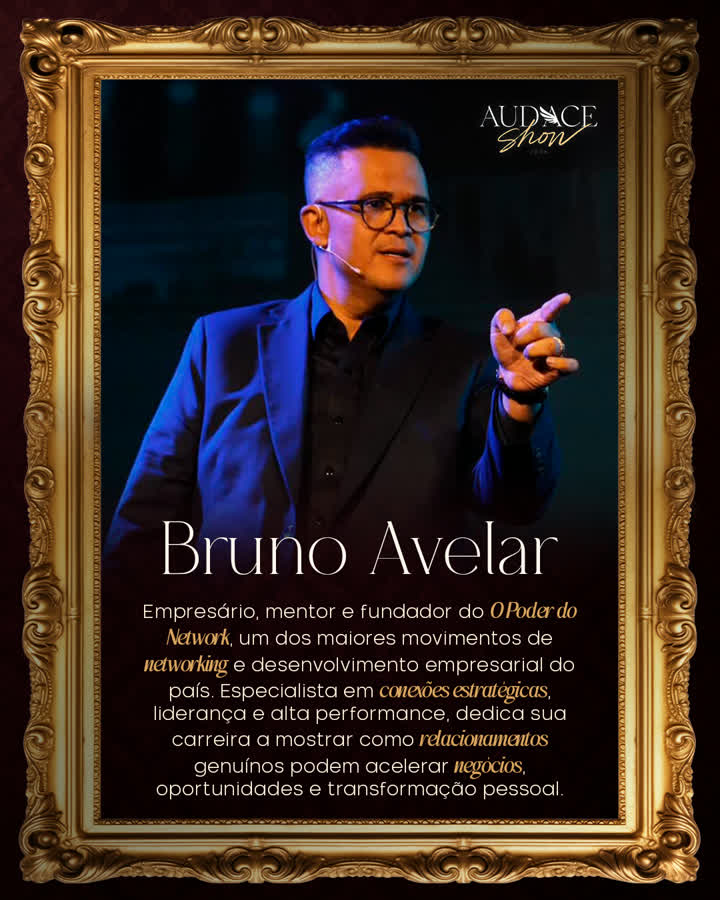 AUDACE
Show
Bruno Avelar
Empresário, mentor e fundador do O Poder do
Network, um dos maiores movimentos de
networking e desenvolvimento empresarial do
país. Especialista em conexões estratégicas,
liderança e alta performance, dedica sua
carreira a mostrar como relacionamentos
genuínos podem acelerar negócios,
oportunidades e transformação pessoal.